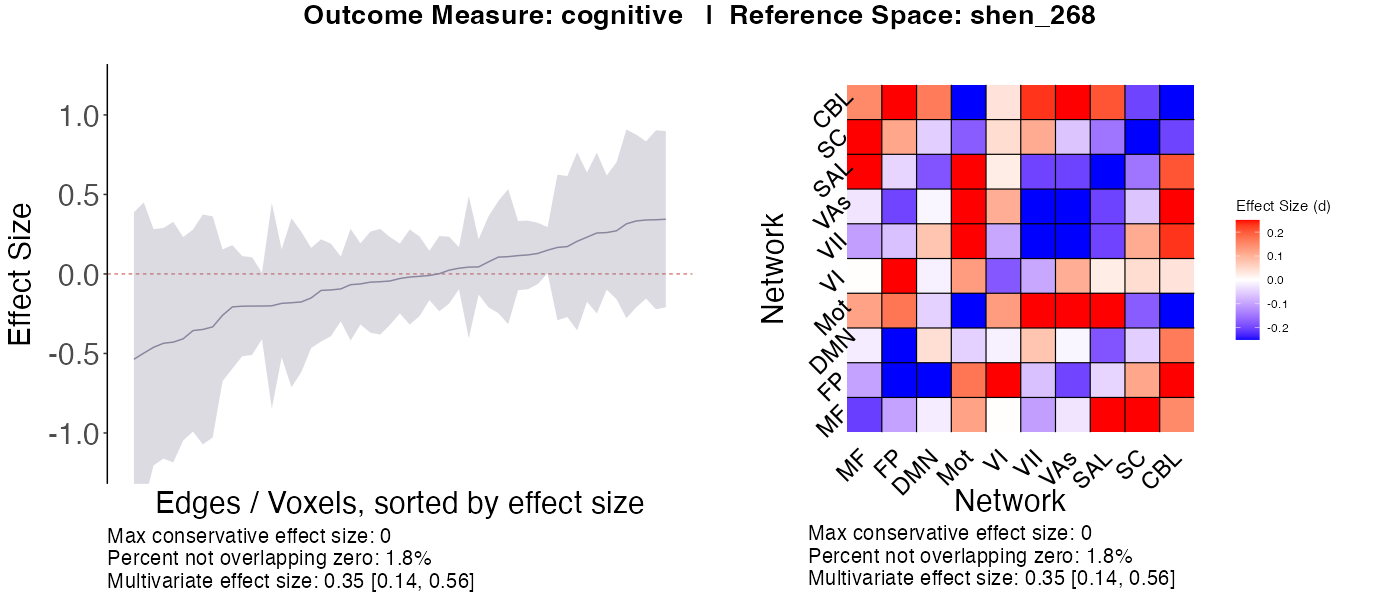 Outcome Measure: cognitive | Reference Space: shen_268
Effect Size
1.0
0.5
0.0
-0.5
-1.0
Edges / Voxels, sorted by effect size
Max conservative effect size: 0
Percent not overlapping zero: 1.8%
Multivariate effect size: 0.35 [0.14, 0.56]
Network
CBL
SC
SAL
VAs
VII
VI
Mot
DMN
FP
MF
MF
FP
DMN
Mot
VI
VII
VAs
SAL
SC
CBL
Network
Max conservative effect size: 0
Percent not overlapping zero: 1.8%
Multivariate effect size: 0.35 [0.14, 0.56]
Effect Size (d)
0.2
0.1
0.0
-0.1
-0.2